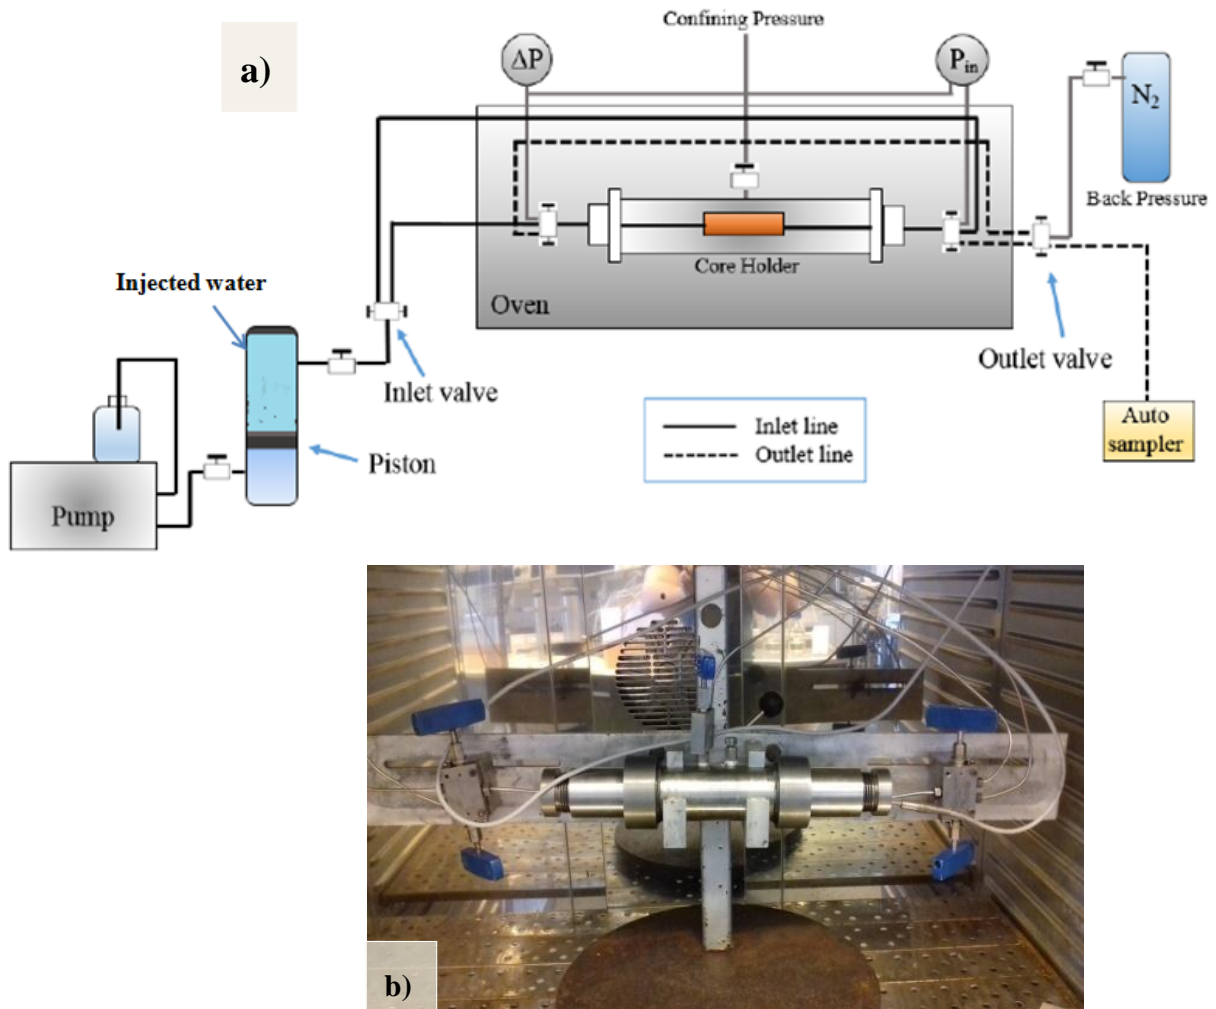 Confining Pressure
a)
ΔP
Pin
N2
Back Pressure
Core Holder
Injected water
Oven
Outlet valve
Inlet valve
Inlet line
Outlet line
Auto
sampler
Piston
Pump
b)